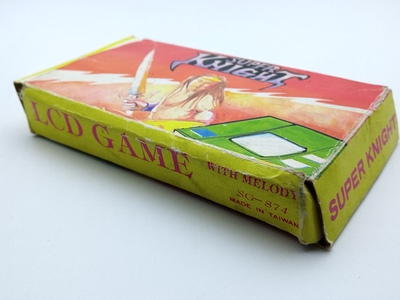 SUPER
KNIGHT
LCD GAME
WITH MELODY
SG-874
MADE IN TAIWAN
SUPER KNIGHT